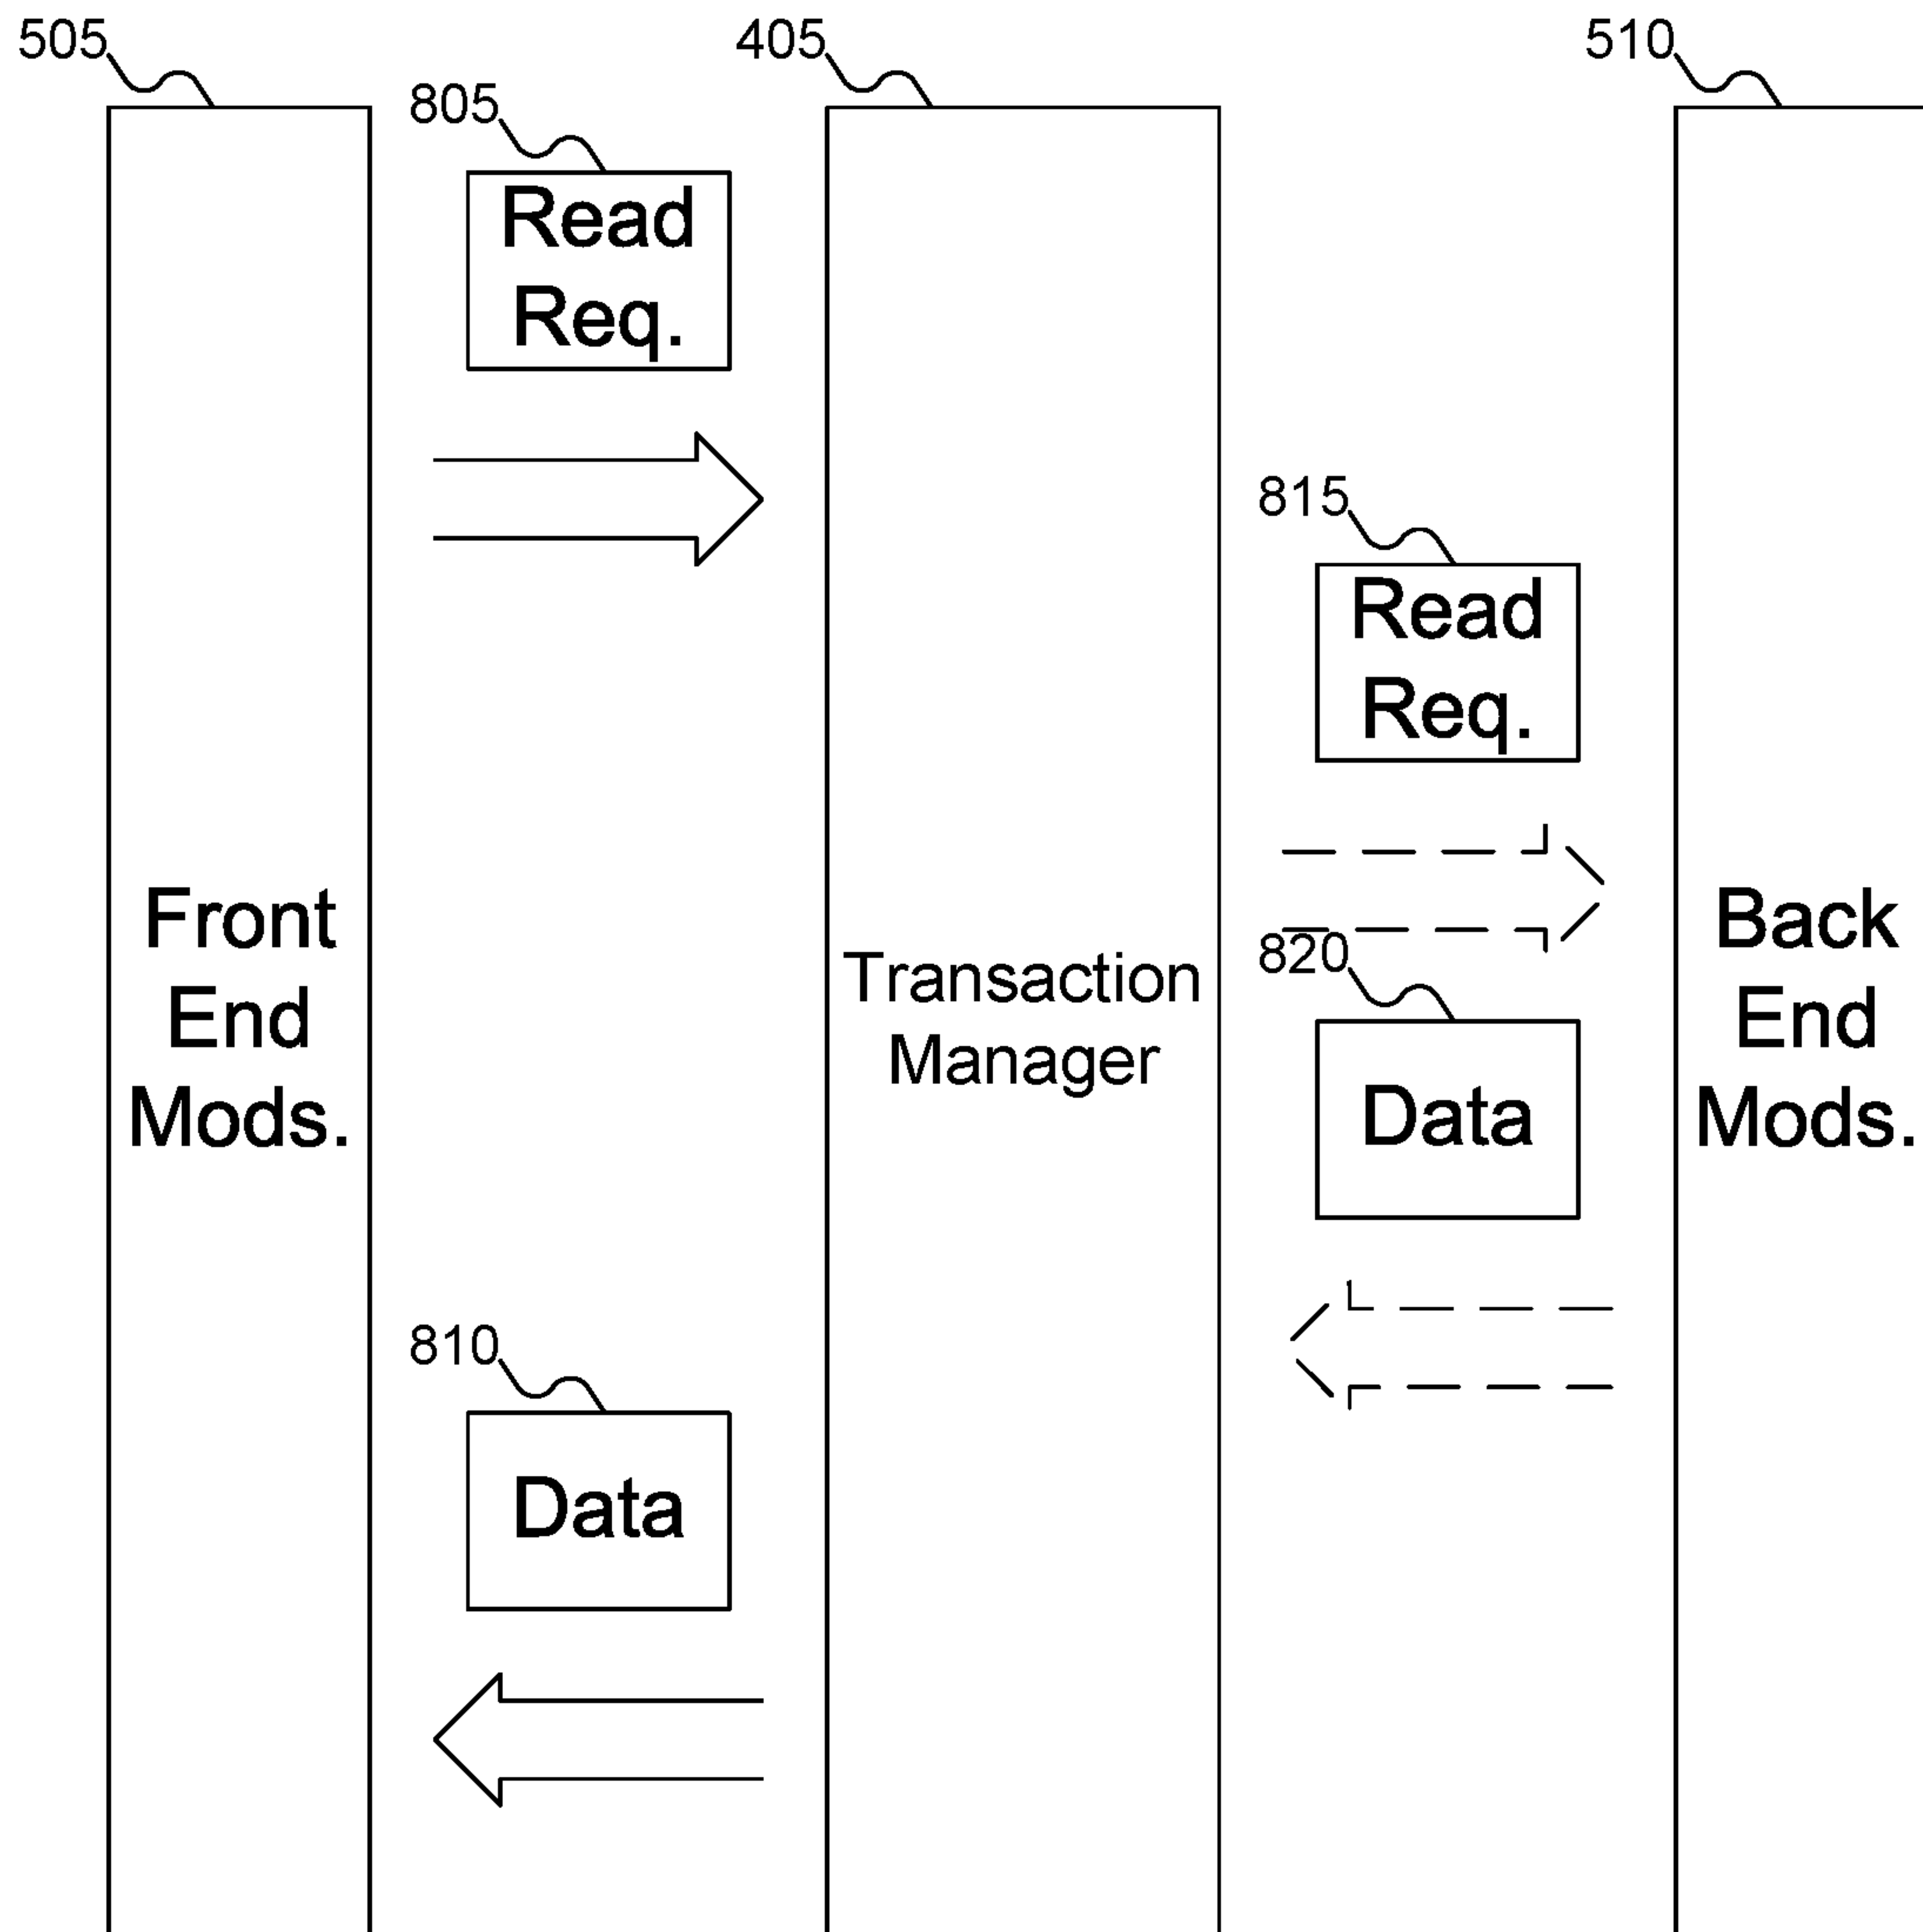 505
405
510
805
Read
Req.
815
Read
Req.
Front
End
Mods.
Transaction
Manager
820
Data
Back
End
Mods.
810
Data